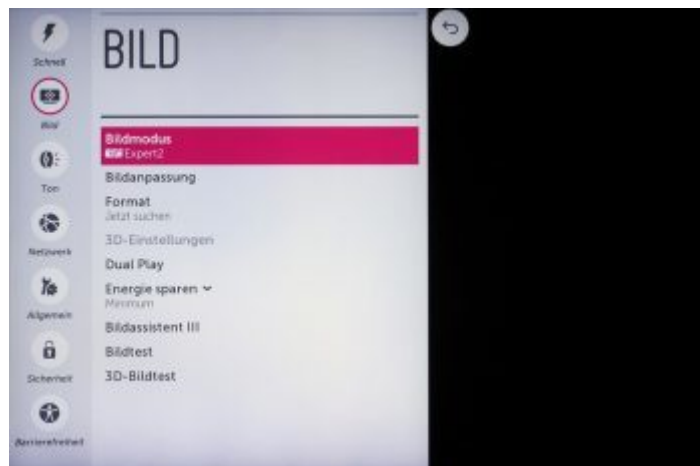 Schnell
Bild
Ton
Netzwerk
Allgemein
Sicherheit
Barrierefreiheit
BILD
Bildmodus
Expert2
Bildanpassung
Format
Jetzt suchen
3D-Einstellungen
Dual Play
Energie sparen
Minimum
Bildassistent III
Bildtest
3D-Bildtest